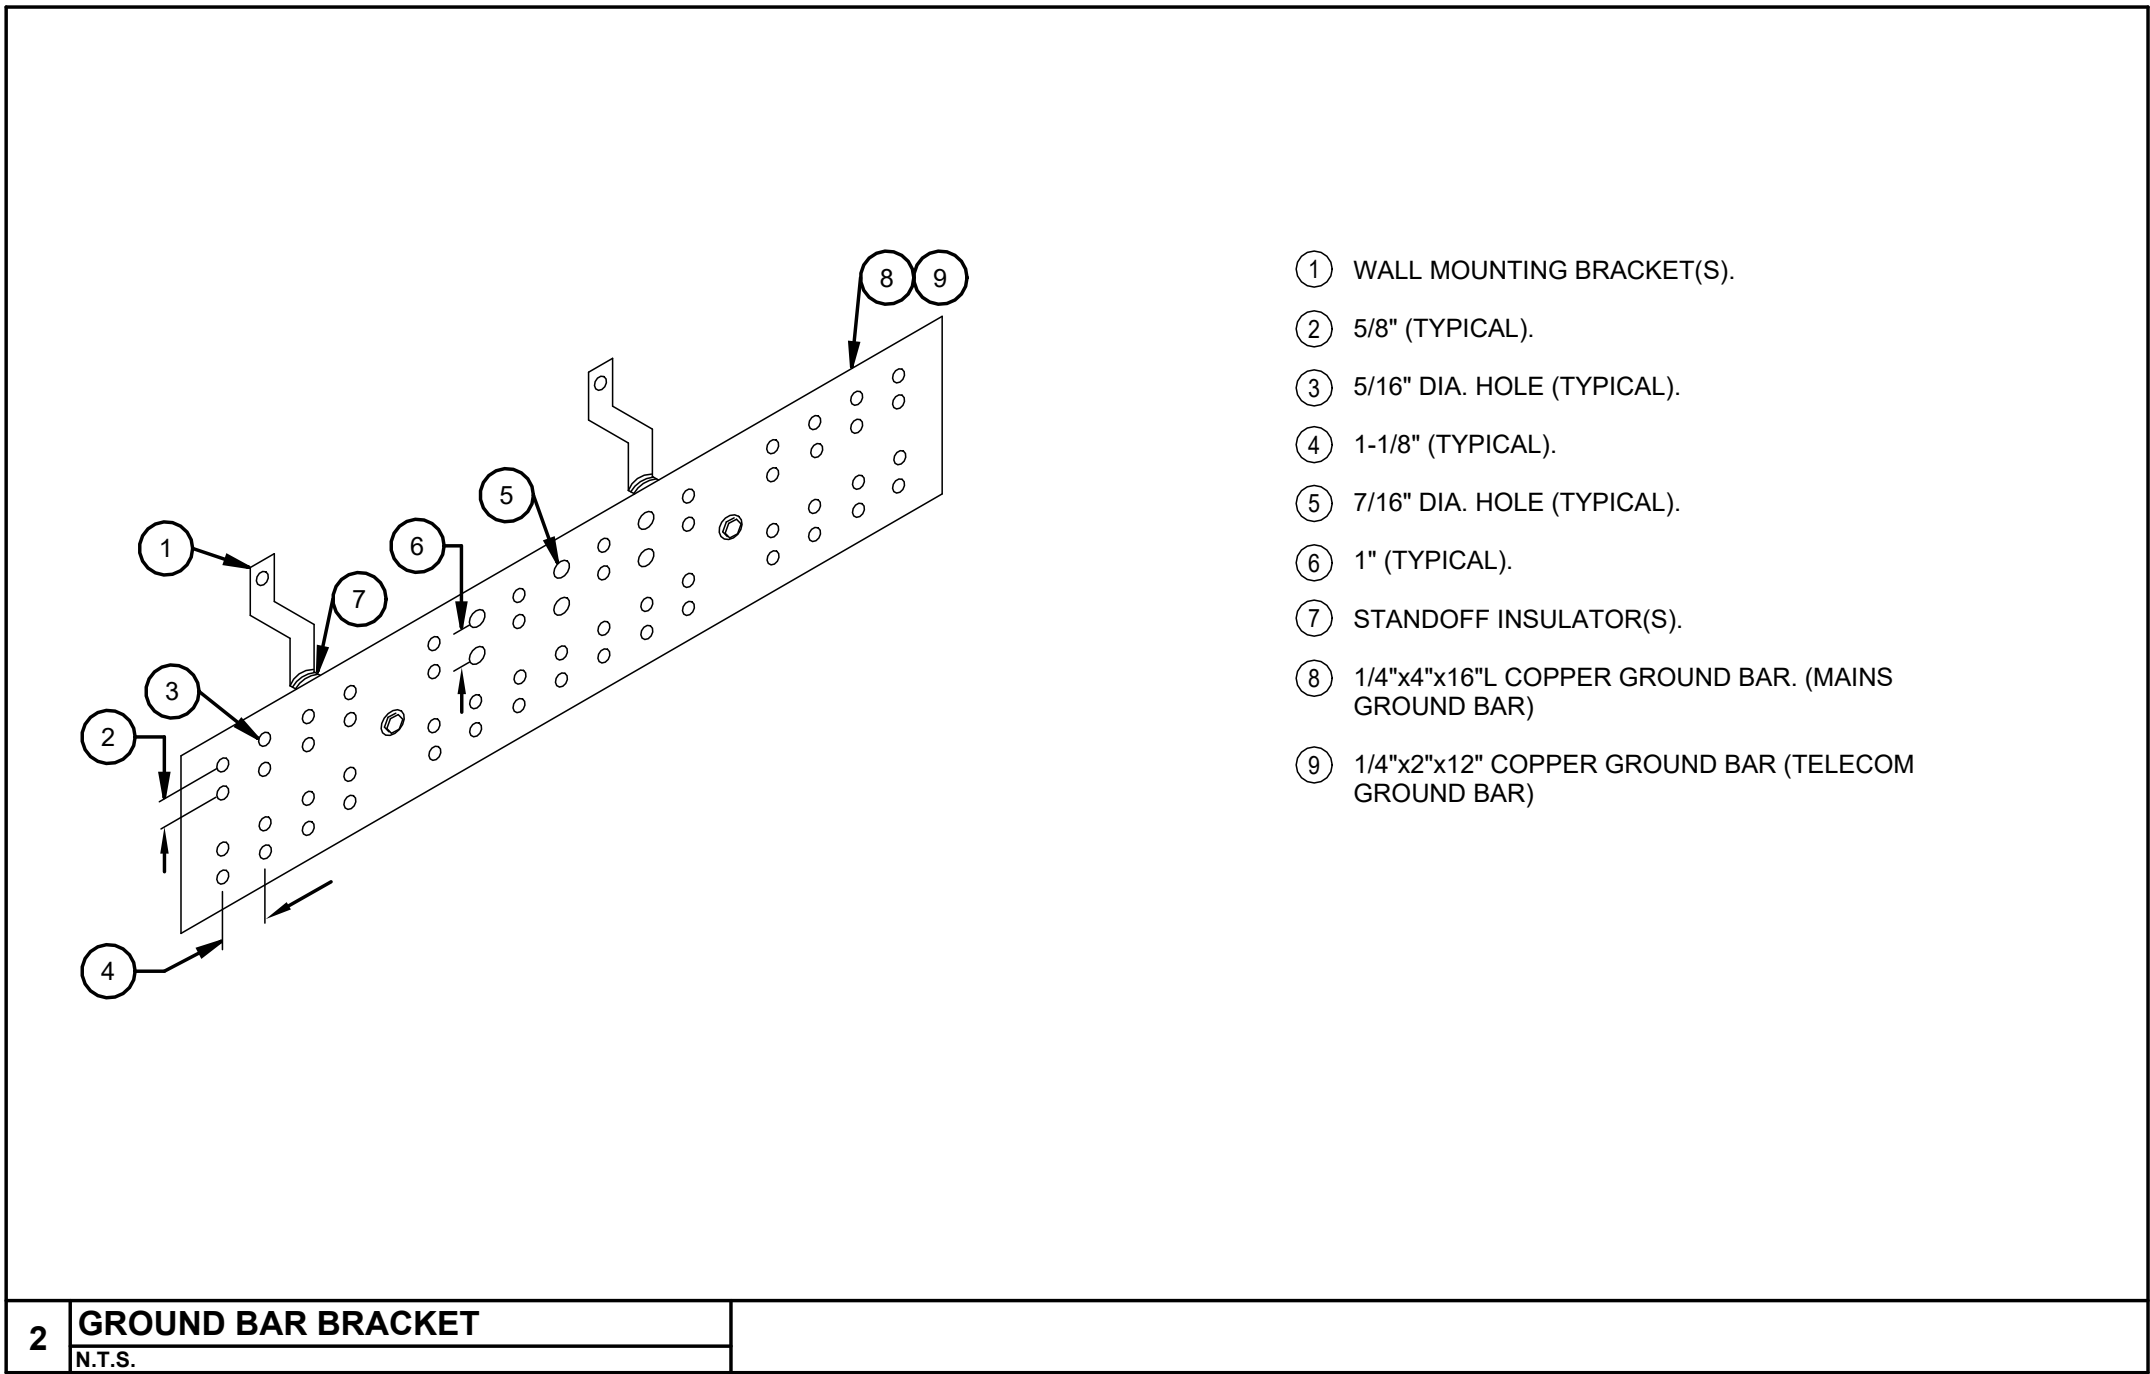 8 9
1 WALL MOUNTING BRACKET(S).
2 5/8" (TYPICAL).
3 5/16" DIA. HOLE (TYPICAL).
4 1-1/8" (TYPICAL).
5 7/16" DIA. HOLE (TYPICAL).
6 1" (TYPICAL).
7 STANDOFF INSULATOR(S).
8 1/4"x4"x16"L COPPER GROUND BAR. (MAINS
GROUND BAR)
9 1/4"x2"x12" COPPER GROUND BAR (TELECOM
GROUND BAR)
5
1
6
7
3
2
4
2
GROUND BAR BRACKET
N.T.S.